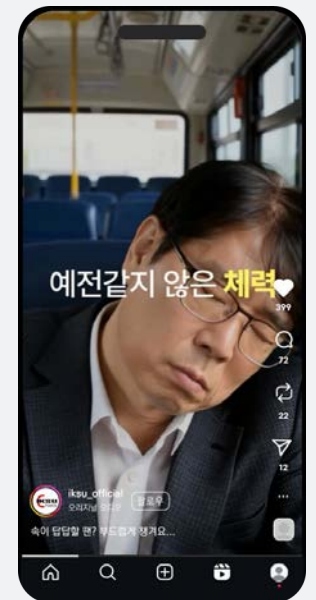 예전같지 않은 체력
399
72
22
12
iksu_official
팔로우
오리지널 오디오
속이 답답할 땐? 부드럽게 챙겨요...